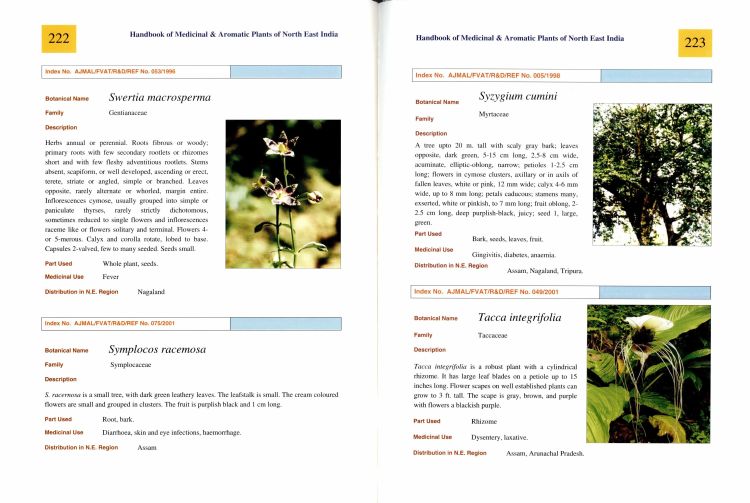 222
Handbook of Medicinal & Aromatic Plants of North East India
Index No. AJMAL/FVAT/R&D/REF No. 053/1996
Botanical Name Swertia macrosperma
Family Gentianaceae
Description
Herbs annual or perennial. Roots fibrous or woody;
primary roots with few secondary rootlets or rhizomes
short and with few fleshy adventitious rootlets. Stems
absent, scapiform, or well developed, ascending or erect,
terete, striate or angled, simple or branched. Leaves
opposite, rarely alternate or whorled, margin entire.
Inflorescences cymose, usually grouped into simple or
paniculate thyrses, rarely strictly dichotomous,
sometimes reduced to single flowers and inflorescences
raceme like or flowers solitary and terminal. Flowers 4-
or 5-merous. Calyx and corolla rotate, lobed to base.
Capsules 2-valved, few to many seeded. Seeds small.
Part Used Whole plant, seeds.
Medicinal Use Fever
Distribution in N.E. Region Nagaland
Index No. AJMAL/FVAT/R&D/REF No. 075/2001
Botanical Name Symplocos racemosa
Family Symplocaceae
Description
S. racemosa is a small tree, with dark green leathery leaves. The leafstalk is small. The cream coloured
flowers are small and grouped in clusters. The fruit is purplish black and 1 cm long.
Part Used Root, bark.
Medicinal Use Diarrhoea, skin and eye infections, haemorrhage.
Distribution in N.E. Region Assam
Handbook of Medicinal & Aromatic Plants of North East India
223
Index No. AJMAL/FVAT/R&D/REF No. 005/1998
Botanical Name Syzygium cumini
Family Myrtaceae
Description
A tree upto 20 m. tall with scaly gray bark; leaves
opposite, dark green, 5-15 cm long, 2.5-8 cm wide,
acuminate, elliptic-oblong, narrow; petioles 1-2.5 cm
long; flowers in cymose clusters, axillary or in axils of
fallen leaves, white or pink, 12 mm wide; calyx 4-6 mm
wide, up to 8 mm long; petals caducous; stamens many,
exserted, white or pinkish, to 7 mm long; fruit oblong, 2-
2.5 cm long, deep purplish-black, juicy; seed 1, large,
green.
Part Used Bark, seeds, leaves, fruit.
Medicinal Use Gingivitis, diabetes, anaemia.
Distribution in N.E. Region Assam, Nagaland, Tripura.
Index No. AJMAL/FVAT/R&D/REF No. 049/2001
Botanical Name Tacca integrifolia
Family Taccaceae
Description
Tacca integrifolia is a robust plant with a cylindrical
rhizome. It has large leaf blades on a petiole up to 15
inches long. Flower scapes on well established plants can
grow to 3 ft. tall. The scape is gray, brown, and purple
with flowers a blackish purple.
Part Used Rhizome
Medicinal Use Dysentery, laxative.
Distribution in N.E. Region Assam, Arunachal Pradesh.